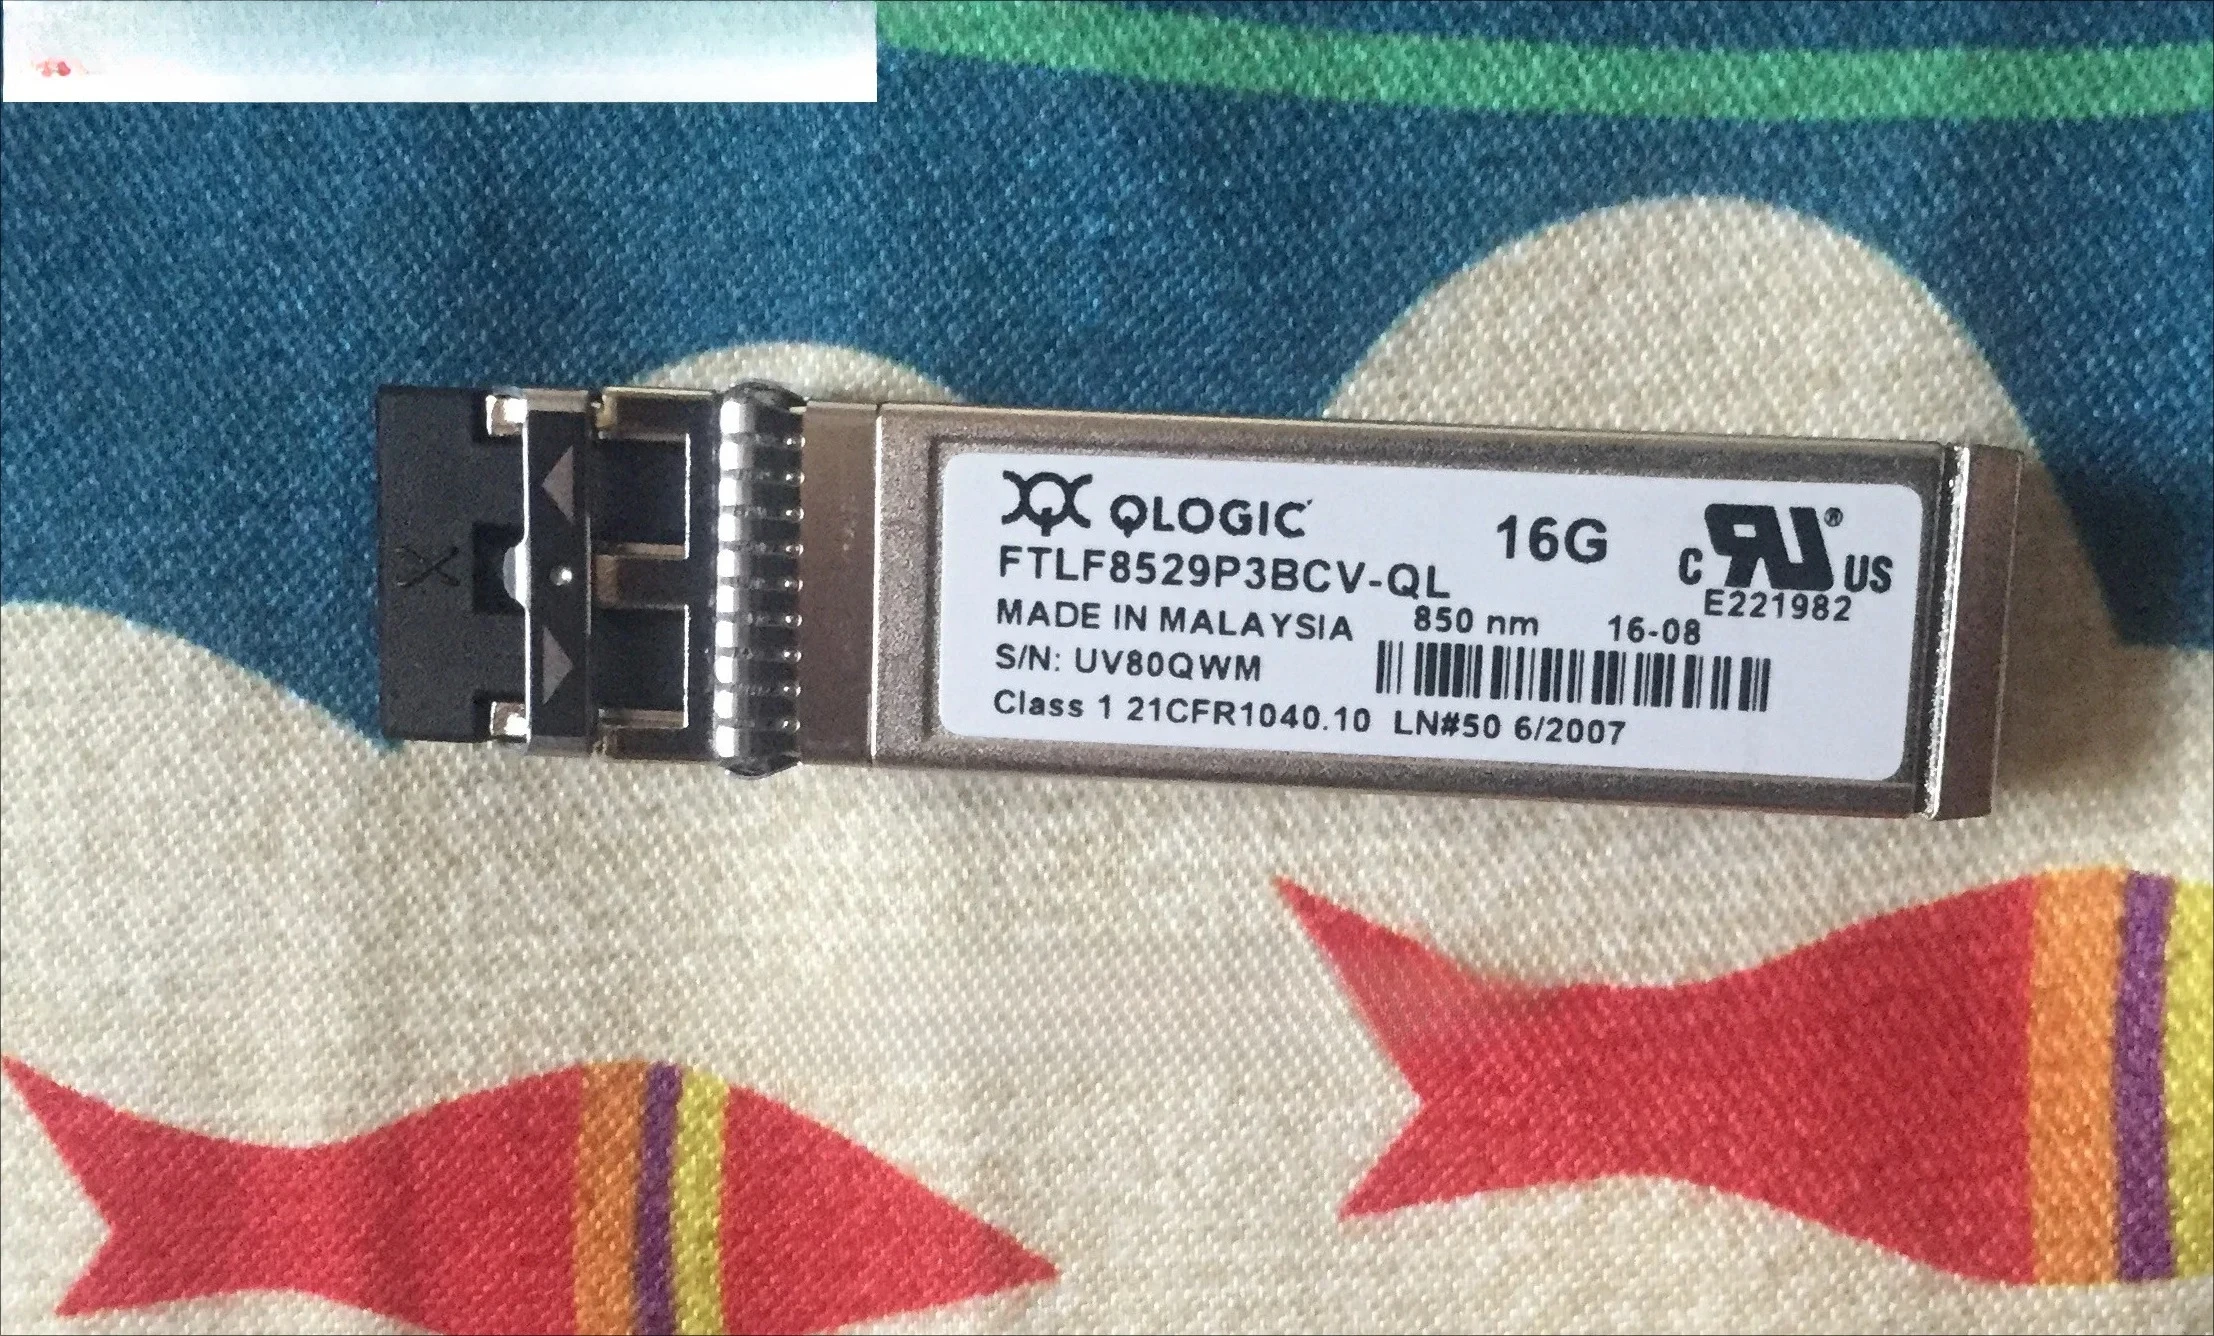 QLOGIC
16G
FTLF8529P3BCV-QL
C RU® US
E221982
MADE IN MALAYSIA 850 nm 16-08
S/N: UV80QWM
Class 1 21CFR1040.10 LN#50 6/2007